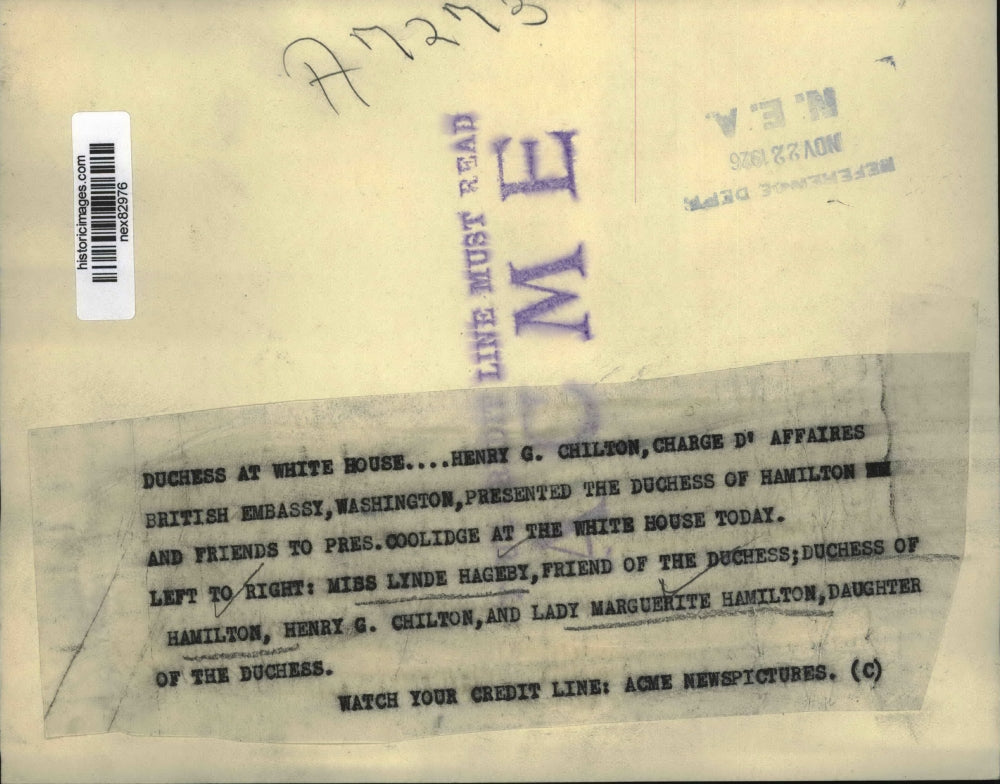 A7273
historicimages.com
nex82976
LINE MUST READ
ACME
N.E.A.
NOV 22 1926
REFERENCE DEPT
DUCHESS AT WHITE HOUSE....HENRY G. CHILTON,CHARGE D' AFFAIRES
BRITISH EMBASSY,WASHINGTON,PRESENTED THE DUCHESS OF HAMILTON
AND FRIENDS TO PRES.COOLIDGE AT THE WHITE HOUSE TODAY.
LEFT TO RIGHT: MISS LYNDE HAGEBY,FRIEND OF THE DUCHESS;DUCHESS OF
HAMILTON, HENRY G. CHILTON,AND LADY MARGUERITE HAMILTON,DAUGHTER
OF THE DUCHESS.
WATCH YOUR CREDIT LINE: ACME NEWSPICTURES. (C)